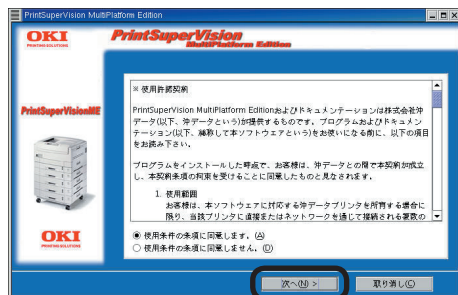 PrintSuperVision MultiPlatform Edition
OKI
PRINTING SOLUTIONS
PrintSuperVision
MultiPlatform Edition
PrintSuperVisionME
※ 使用許諾契約
PrintSuperVision MultiPlatform Editionおよびドキュメンテーションは株式会社沖
データ(以下、沖データという)が提供するものです。プログラムおよびドキュメン
テーション(以下、総称して本ソフトウェアという)をお使いになる前に、以下の項目
をお読み下さい。
プログラムをインストールした時点で、お客様は、沖データとの間で本契約が成立
し、本契約条項の拘束を受けることに同意したものと見なされます。
1. 使用範囲
お客様は、本ソフトウェアに対応する沖データプリンタを所有する場合に
限り、当該プリンタに直接またはネットワークを通じて接続される複数の
使用条件の条項に同意します。(A)
使用条件の条項に同意しません。(D)
OKI
PRINTING SOLUTIONS
次へ(N) >
取り消し(C)